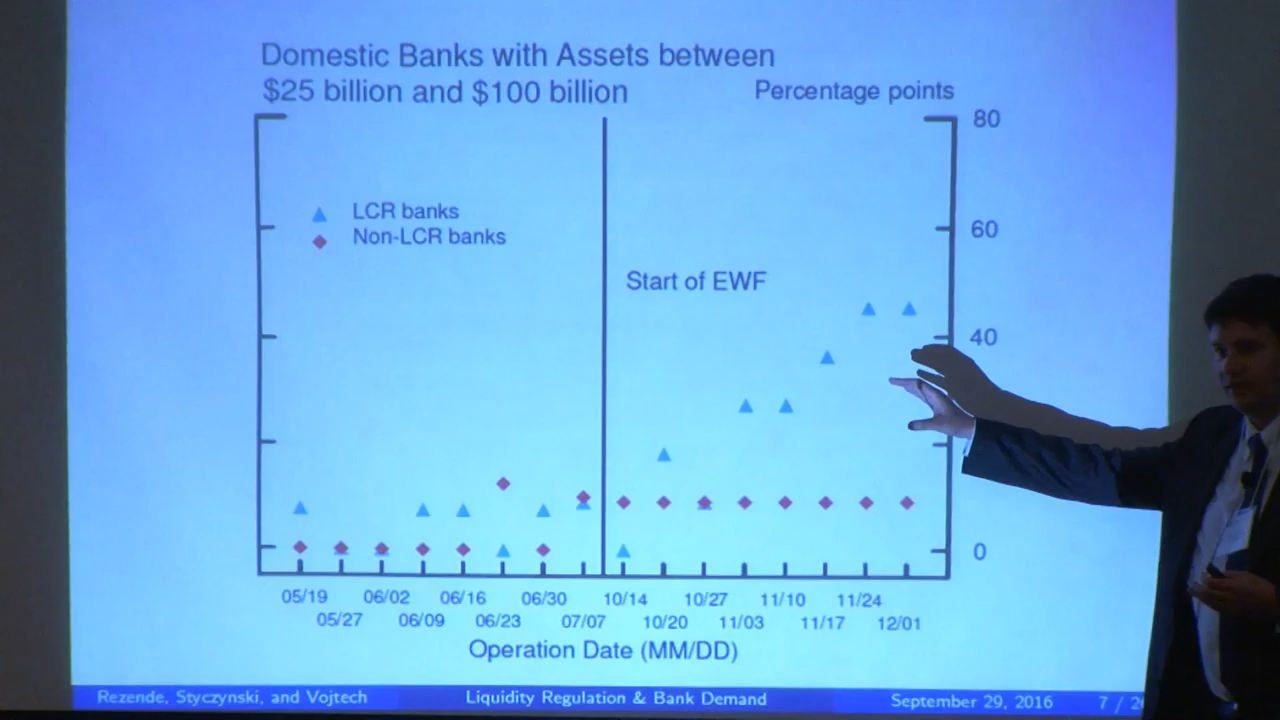 Domestic Banks with Assets between
$25 billion and $100 billion
Percentage points
80
LCR banks
Non-LCR banks
60
Start of EWF
40
0
05/19 06/02 06/16 06/30 10/14 10/27 11/10 11/24
05/27 06/09 06/23 07/07 10/20 11/03 11/17 12/01
Operation Date (MM/DD)
Rezende, Styczynski, and Vojtech Liquidity Regulation & Bank Demand September 29, 2016 7 /